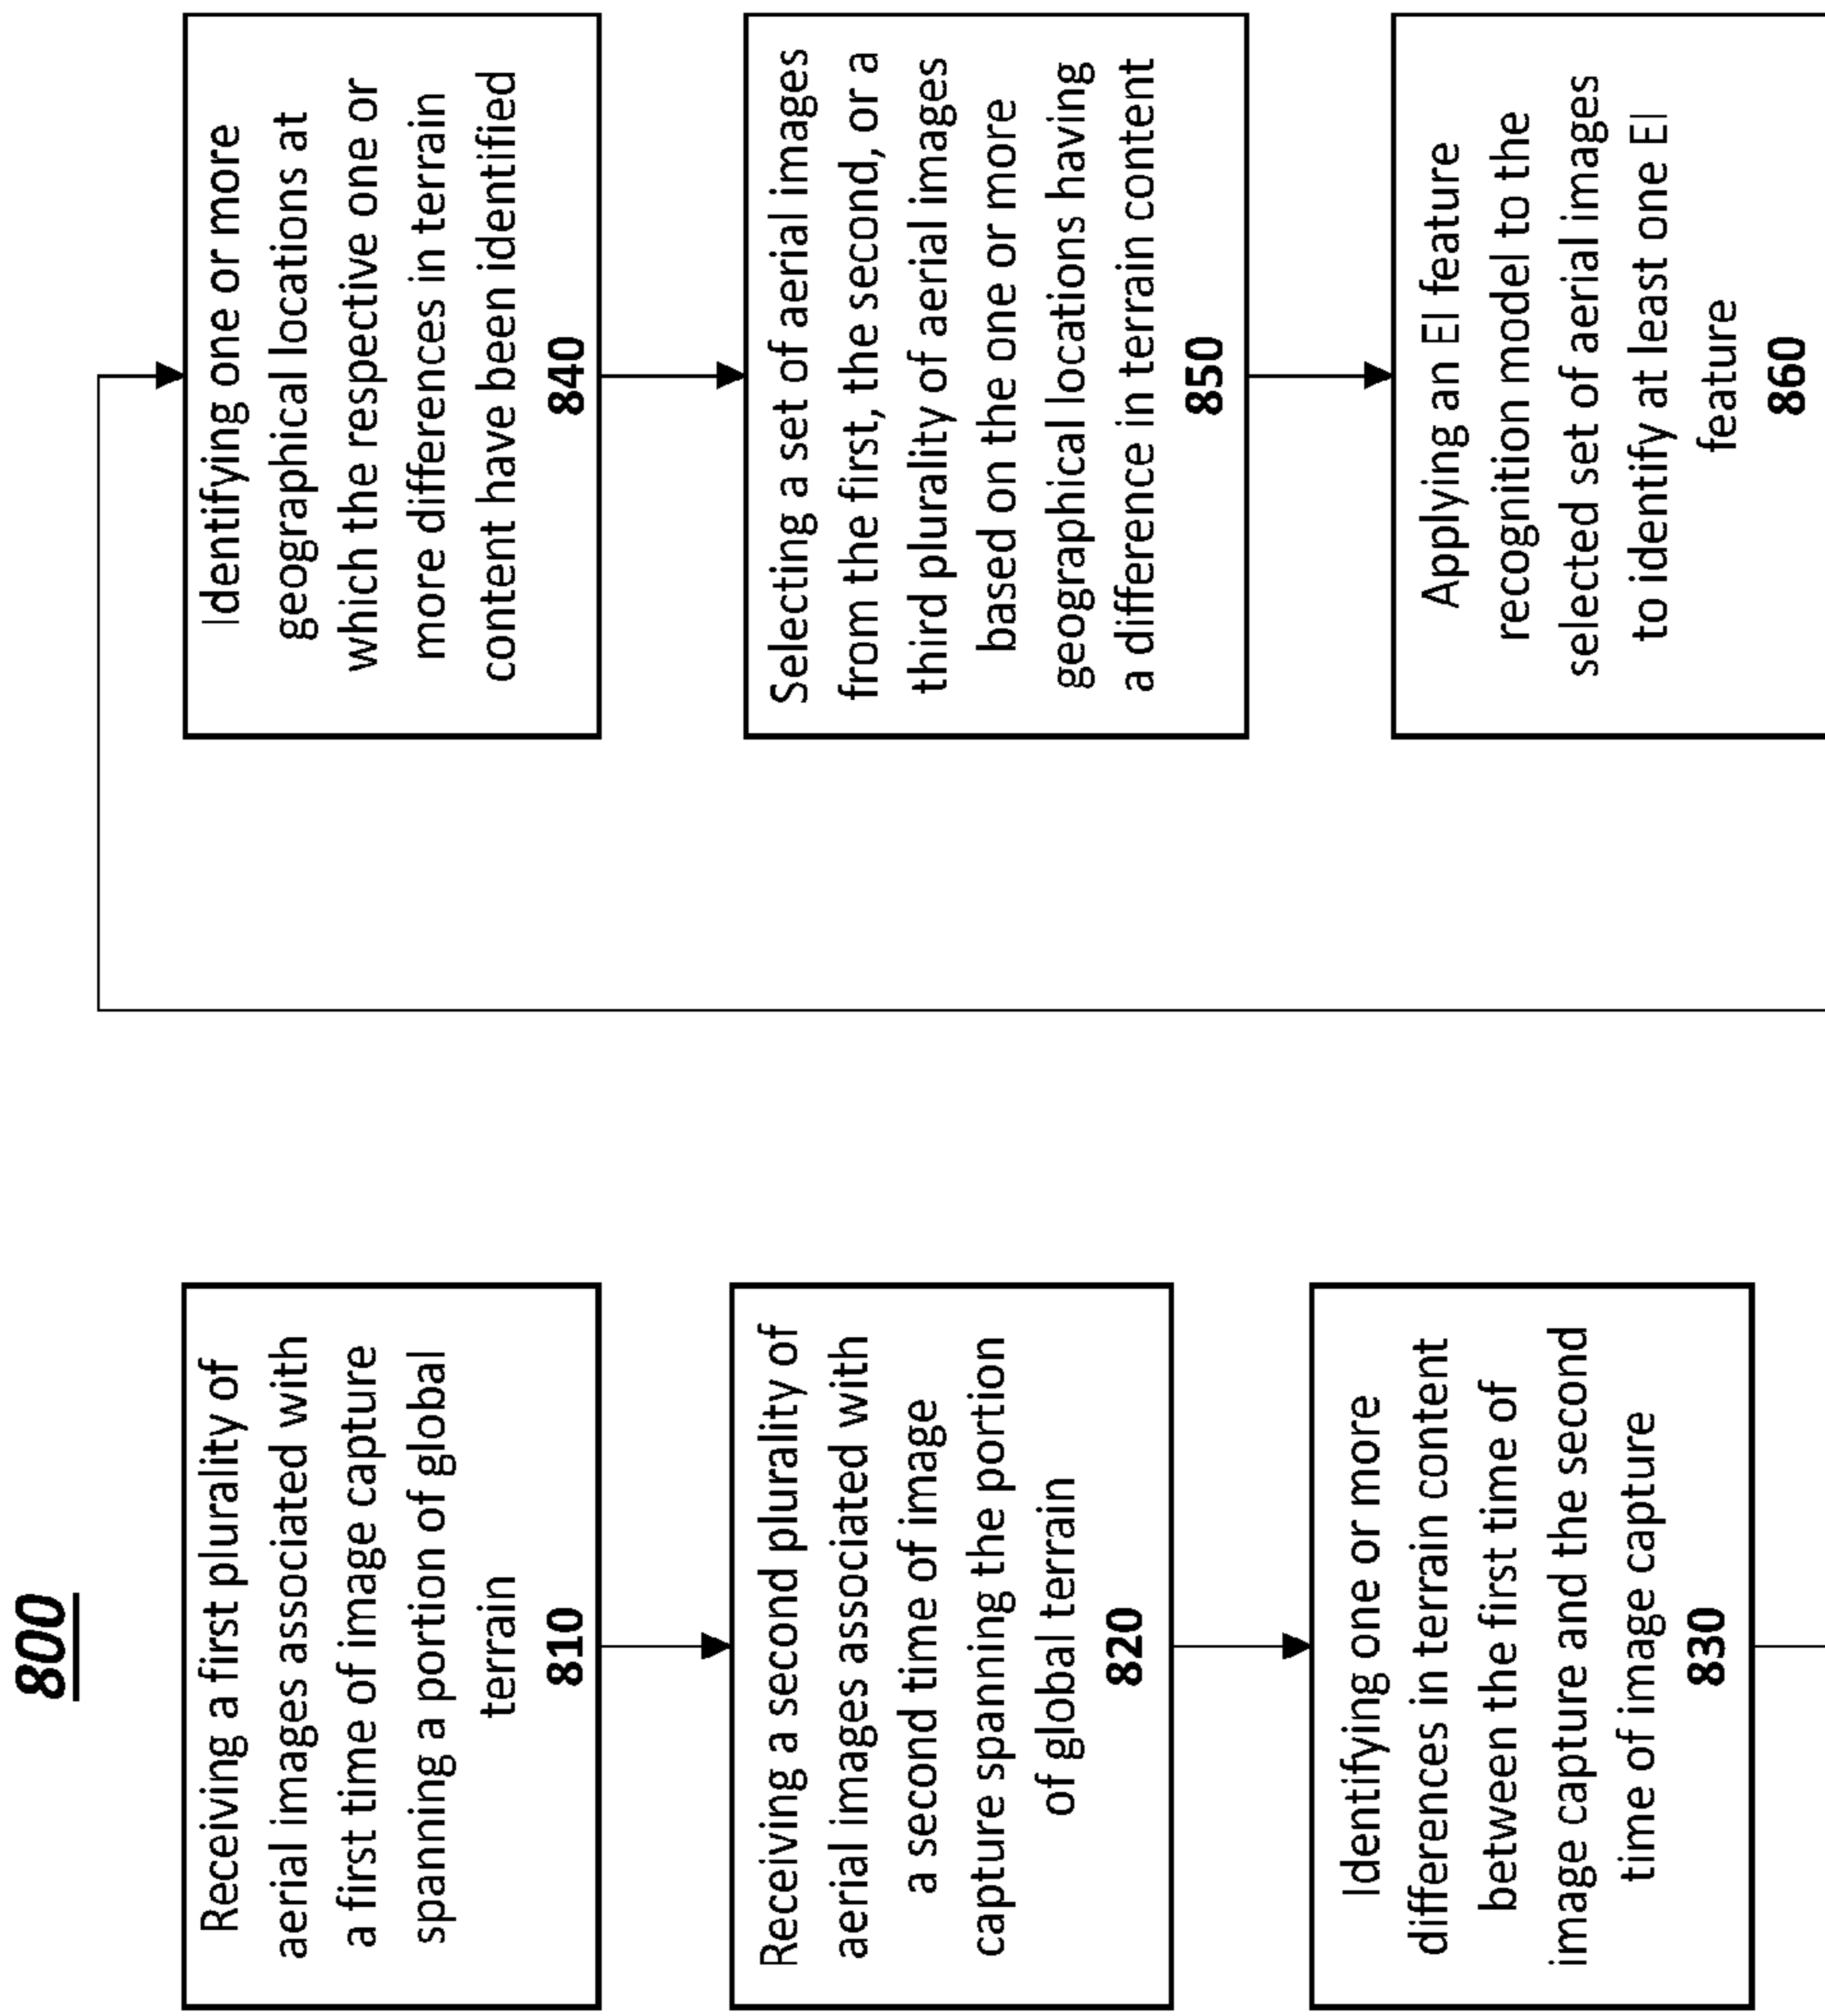 800
Receiving a first plurality of
aerial images associated with
a first time of image capture
spanning a portion of global
terrain
810
Receiving a second plurality of
aerial images associated with
a second time of image
capture spanning the portion
of global terrain
820
Identifying one or more
differences in terrain content
between the first time of
image capture and the second
time of image capture
830
Identifying one or more
geographical locations at
which the respective one or
more differences in terrain
content have been identified
840
Selecting a set of aerial images
from the first, the second, or a
third plurality of aerial images
based on the one or more
geographical locations having
a difference in terrain content
850
Applying an EI feature
recognition model to the
selected set of aerial images
to identify at least one EI
feature
860